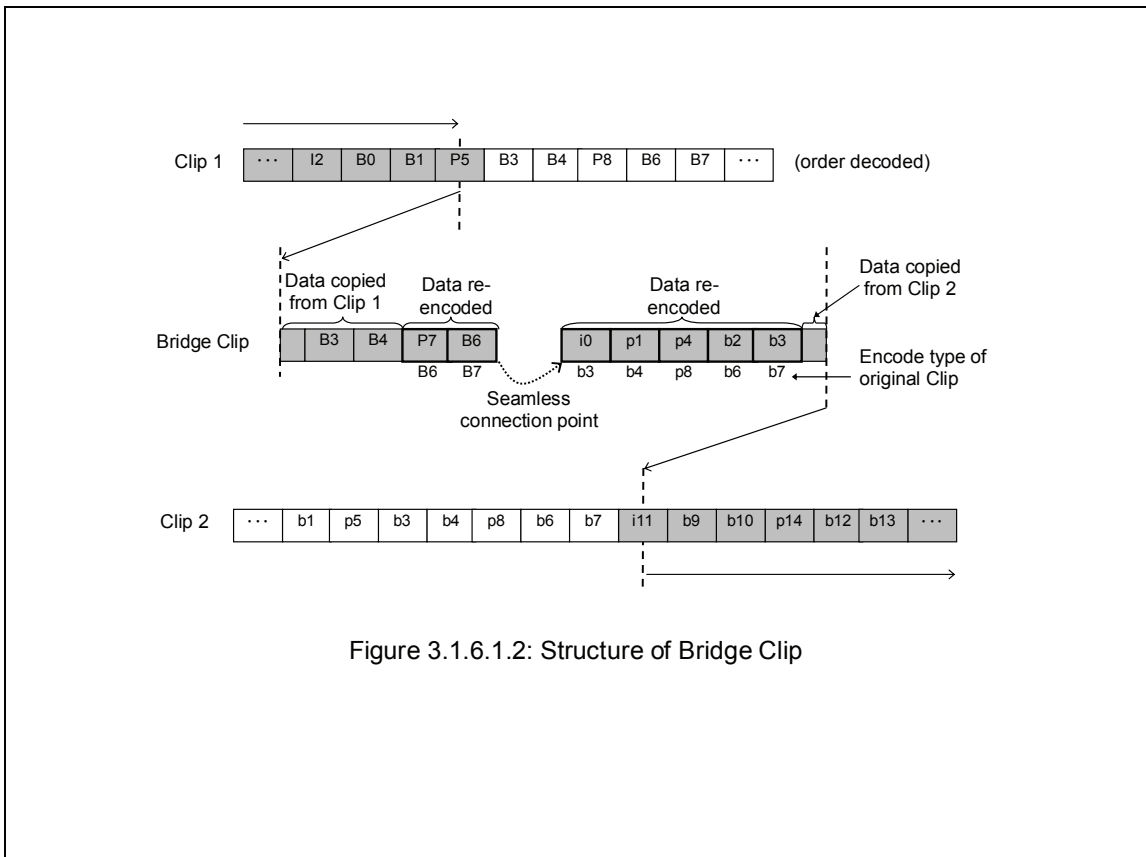 Clip 1 ··· I2 B0 B1 P5 B3 B4 P8 B6 B7 ··· (order decoded)
Data copied
from Clip 1
Data re-
encoded
Data re-
encoded
Data copied
from Clip 2
Bridge Clip B3 B4 P7 B6 i0 p1 p4 b2 b3
B6 B7 b3 b4 p8 b6 b7
Encode type of
original Clip
Seamless
connection point
Clip 2 ··· b1 p5 b3 b4 p8 b6 b7 i11 b9 b10 p14 b12 b13 ···
Figure 3.1.6.1.2: Structure of Bridge Clip